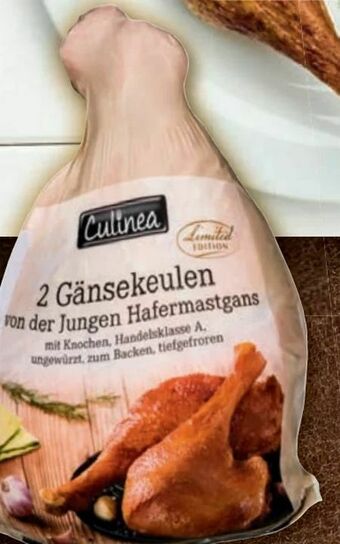 Culinea
Limited
EDITION
2 Gänsekeulen
von der Jungen Hafermastgans
mit Knochen, Handelsklasse A,
ungewürzt, zum Backen, tiefgefroren